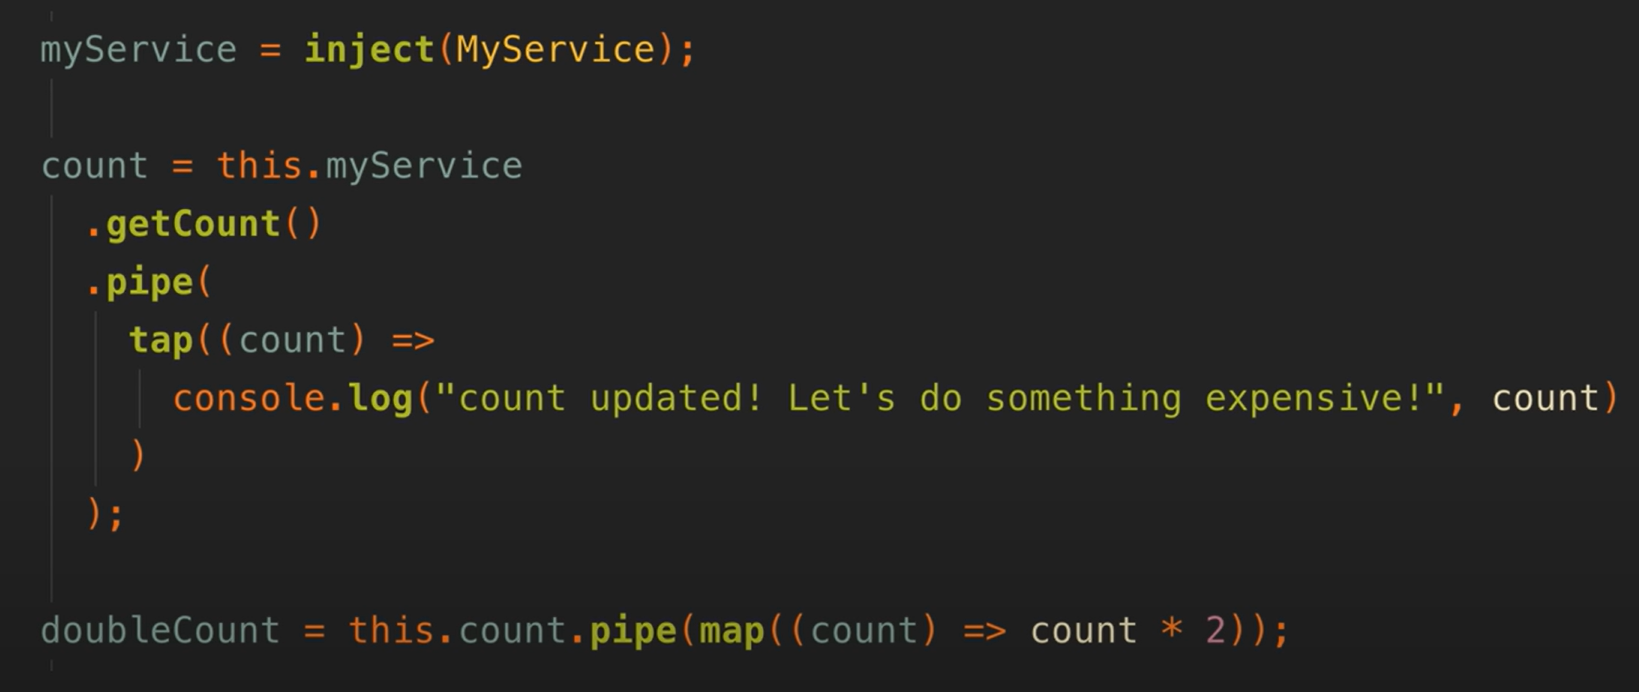 myService = inject(MyService);
count = this.myService
.getCount()
.pipe(
tap((count) =>
console.log("count updated! Let's do something expensive!", count)
)
);
doubleCount = this.count.pipe(map((count) => count * 2));